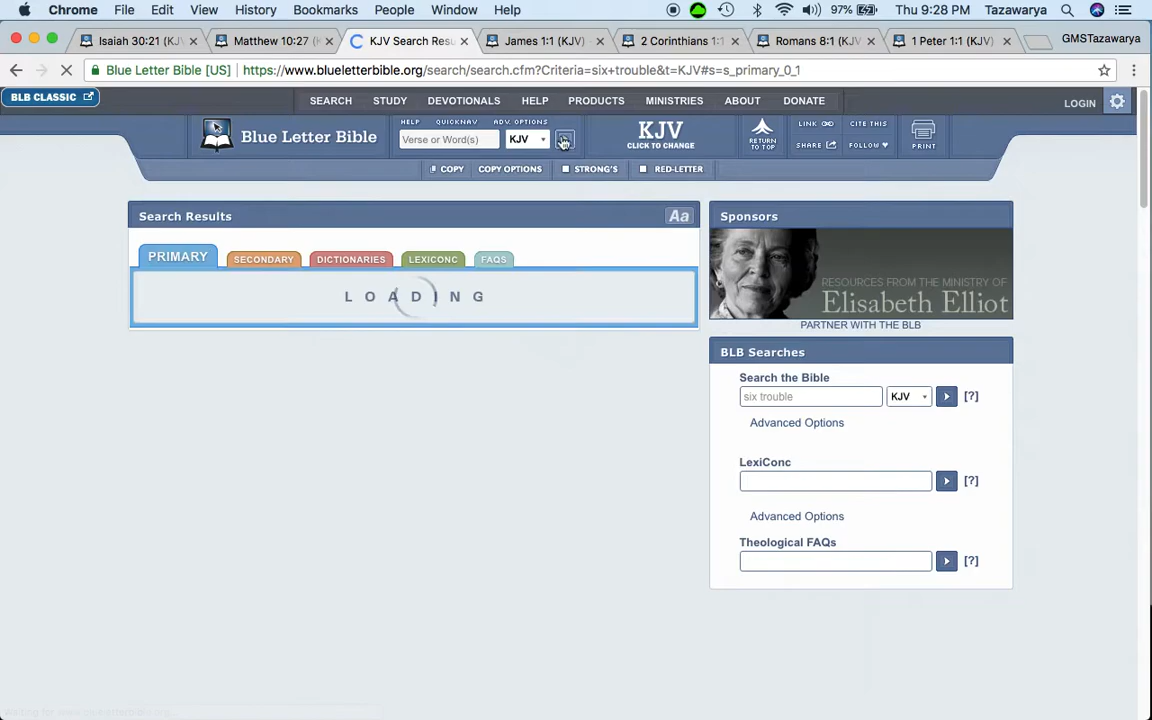 Chrome File Edit View History Bookmarks People Window Help 97% Thu 9:28 PM Tazawarya
Isaiah 30:21 (KJV Matthew 10:27 (KJV KJV Search Resu James 1:1 (KJV) 2 Corinthians 1:1 Romans 8:1 (KJV 1 Peter 1:1 (KJV) GMSTazawarya
Blue Letter Bible [US] https://www.blueletterbible.org/search/search.cfm?Criteria=six+trouble&t=KJV#s=s_primary_0_1
BLB CLASSIC
SEARCH STUDY DEVOTIONALS HELP PRODUCTS MINISTRIES ABOUT DONATE LOGIN
HELP QUICKNAV ADV. OPTIONS
Blue Letter Bible Verse or Word(s) KJV
KJV
CLICK TO CHANGE
RETURN
TO TOP
LINK CITE THIS
SHARE FOLLOW
PRINT
COPY COPY OPTIONS STRONG'S RED-LETTER
Search Results Aa
PRIMARY SECONDARY DICTIONARIES LEXICONC FAQS
LOADING
Sponsors
RESOURCES FROM THE MINISTRY OF
Elisabeth Elliot
PARTNER WITH THE BLB
BLB Searches
Search the Bible
six trouble KJV [?]
Advanced Options
LexiConc
[?]
Advanced Options
Theological FAQs
[?]